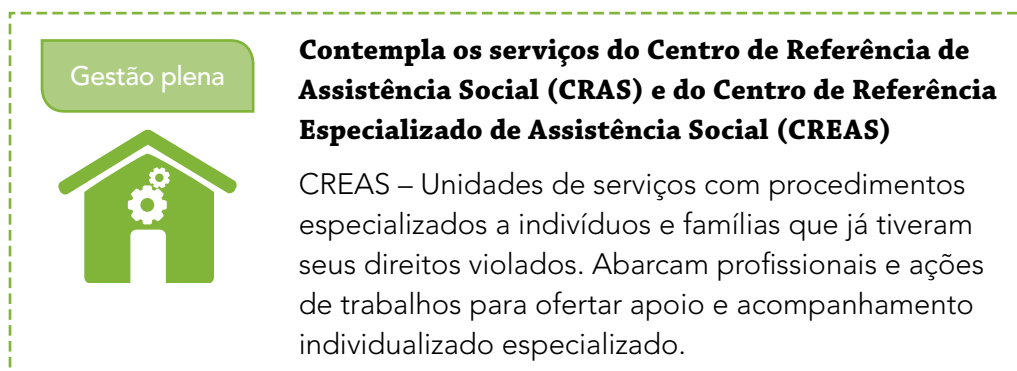 Gestão plena
Contempla os serviços do Centro de Referência de
Assistência Social (CRAS) e do Centro de Referência
Especializado de Assistência Social (CREAS)
CREAS – Unidades de serviços com procedimentos
especializados a indivíduos e famílias que já tiveram
seus direitos violados. Abarcam profissionais e ações
de trabalhos para ofertar apoio e acompanhamento
individualizado especializado.